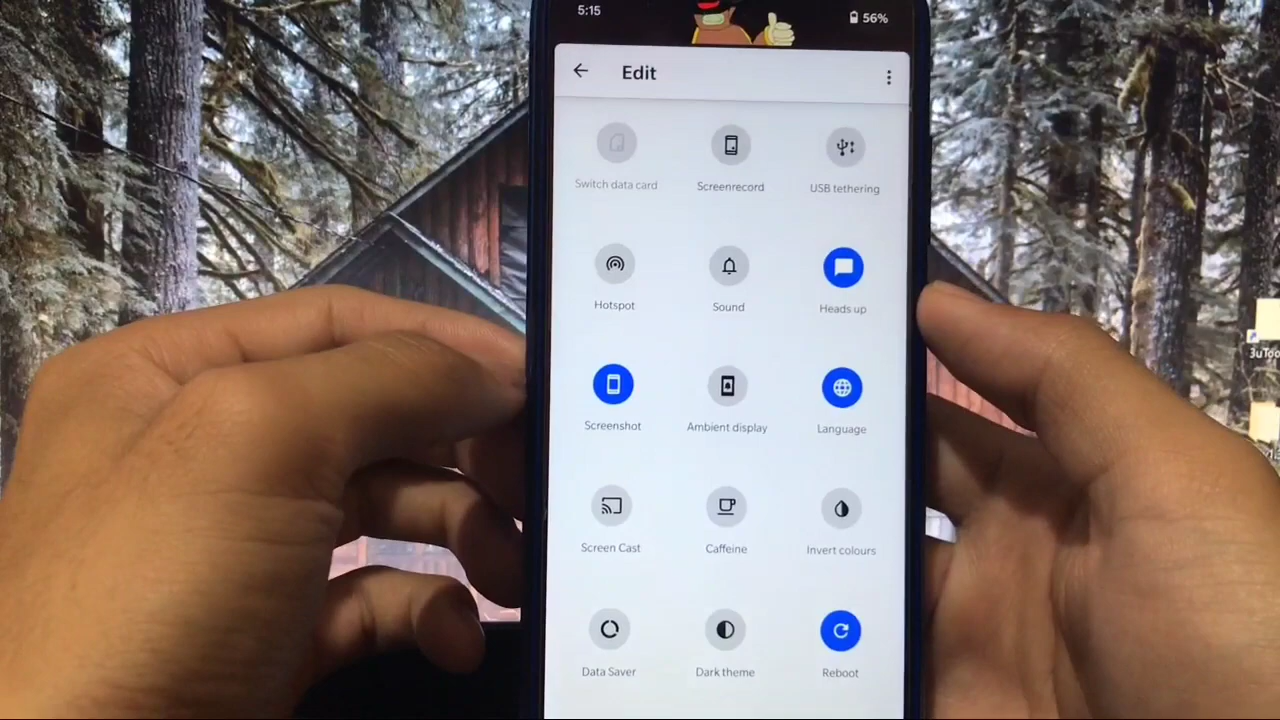 5:15
56%
Edit
Switch data card
Screenrecord
USB tethering
Hotspot
Sound
Heads up
Screenshot
Ambient display
Language
Screen Cast
Caffeine
Invert colours
Data Saver
Dark theme
Reboot